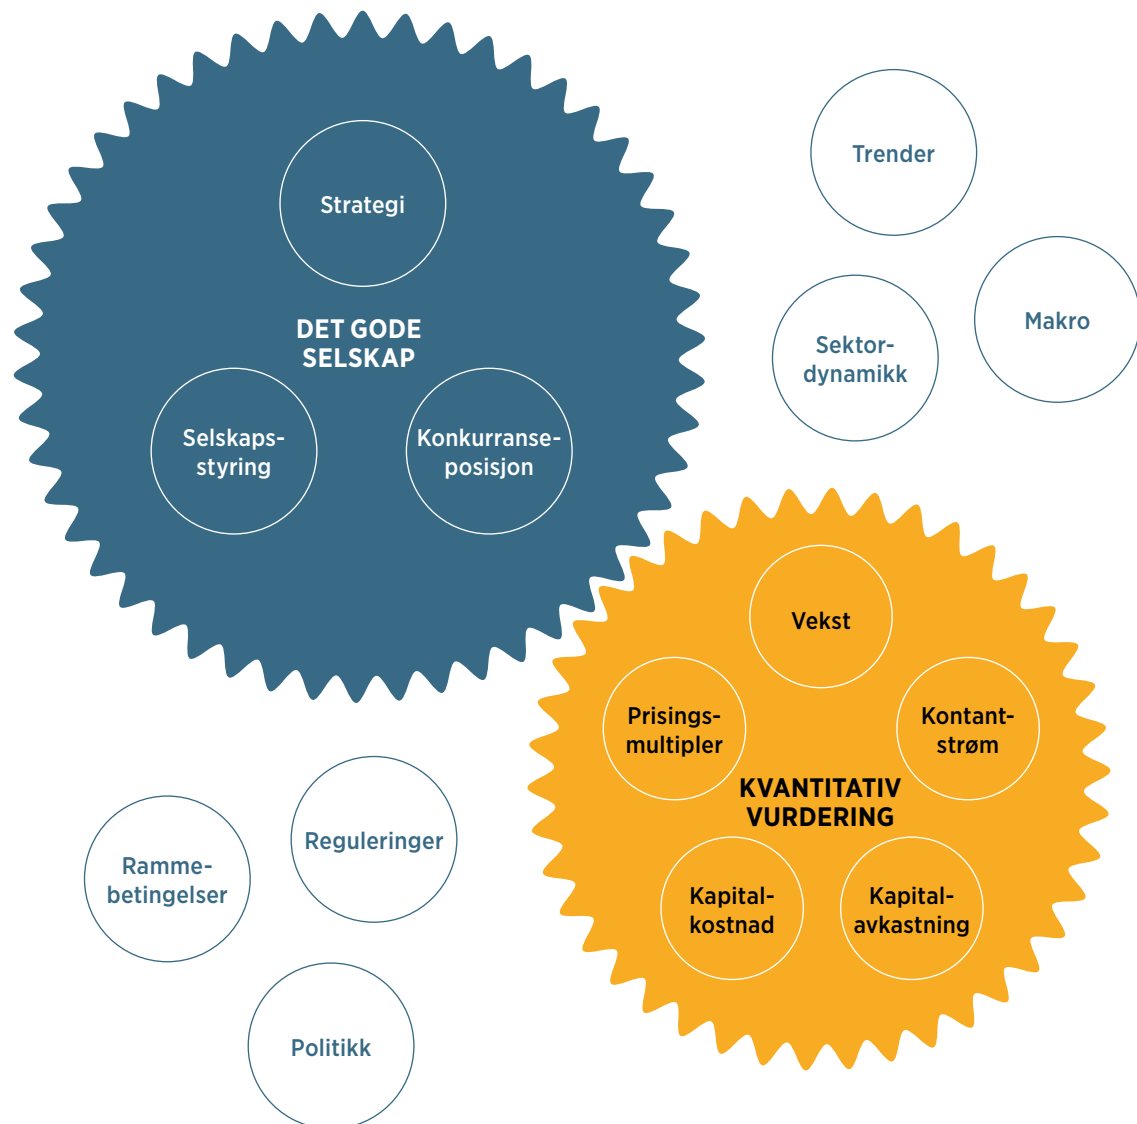 Strategi
DET GODE
SELSKAP
Selskaps-
styring
Konkurranse-
posisjon
Trender
Makro
Sektor-
dynamikk
Vekst
Prisings-
multipler
Kontant-
strøm
KVANTITATIV
VURDERING
Kapital-
kostnad
Kapital-
avkastning
Reguleringer
Ramme-
betingelser
Politikk